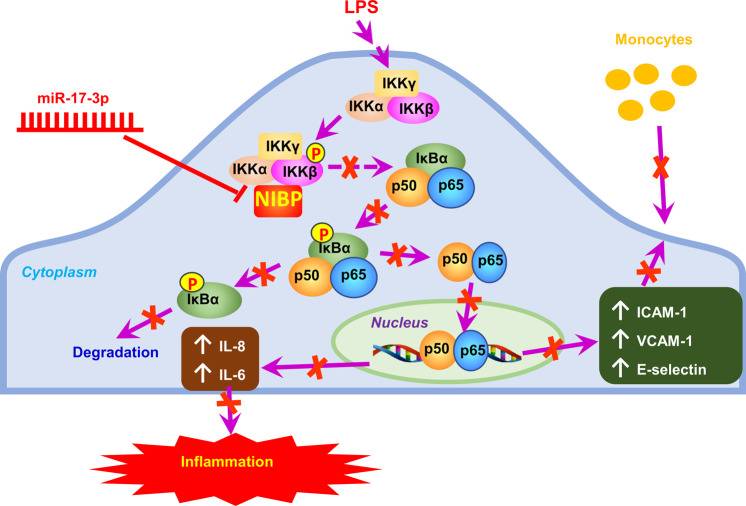 LPS
Monocytes
miR-17-3p
IKKγ
IKKα
IKKβ
IKKγ
P
IKKα
IKKβ
NIBP
IκBα
p50
p65
P
IκBα
p50
p65
p50
p65
Cytoplasm
P
IκBα
Degradation
Nucleus
p50
p65
↑ IL-8
↑ IL-6
↑ ICAM-1
↑ VCAM-1
↑ E-selectin
Inflammation